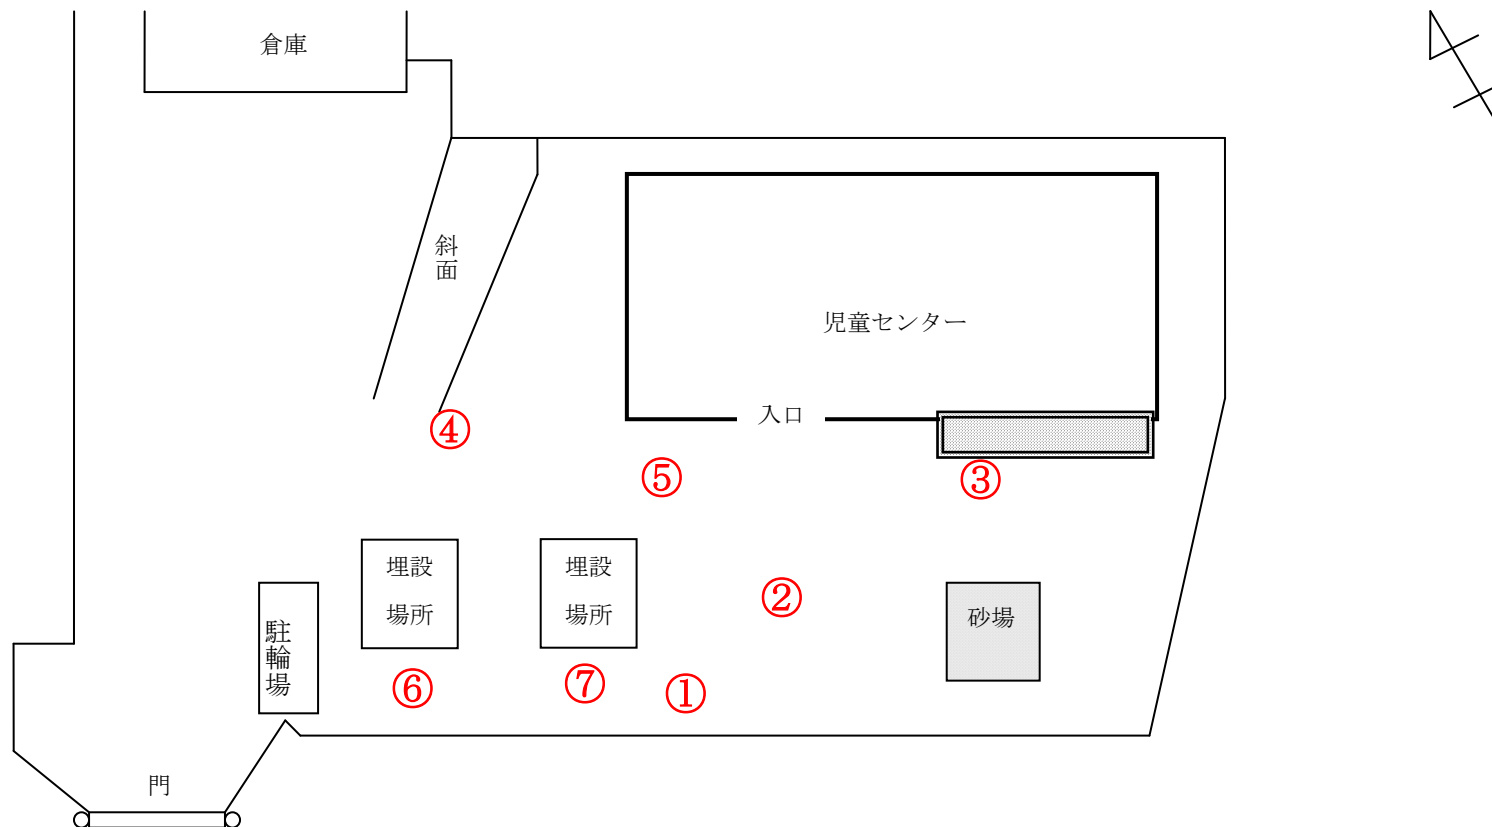 倉庫
斜面
児童センター
入口
④
⑤
③
埋設
場所
埋設
場所
②
砂場
駐輪場
⑥
⑦
①
門